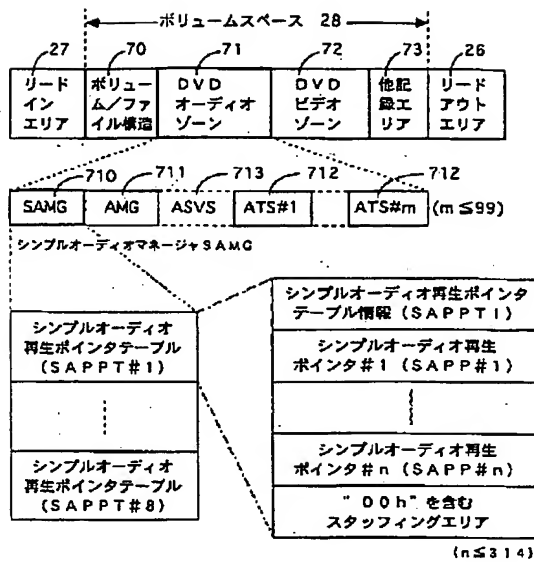 ボリュームスペース 28
27
70
71
72
73
26
リード
イン
エリア
ボリュー
ム/ファ
イル構造
DVD
オーディオ
ゾーン
DVD
ビデオ
ゾーン
他記
録エ
リア
リード
アウト
エリア
710
711
713
712
712
SAMG
AMG
ASVS
ATS#1
ATS#m
(m≦99)
シンプルオーディオマネージャSAMG
シンプルオーディオ
再生ポインタテーブル
(SAPPT#1)
シンプルオーディオ
再生ポインタテーブル
(SAPPT#8)
シンプルオーディオ再生ポインタ
テーブル情報(SAPPTI)
シンプルオーディオ再生
ポインタ#1(SAPP#1)
シンプルオーディオ再生
ポインタ#n(SAPP#n)
"00h"を含む
スタッフィングエリア
(n≦314)